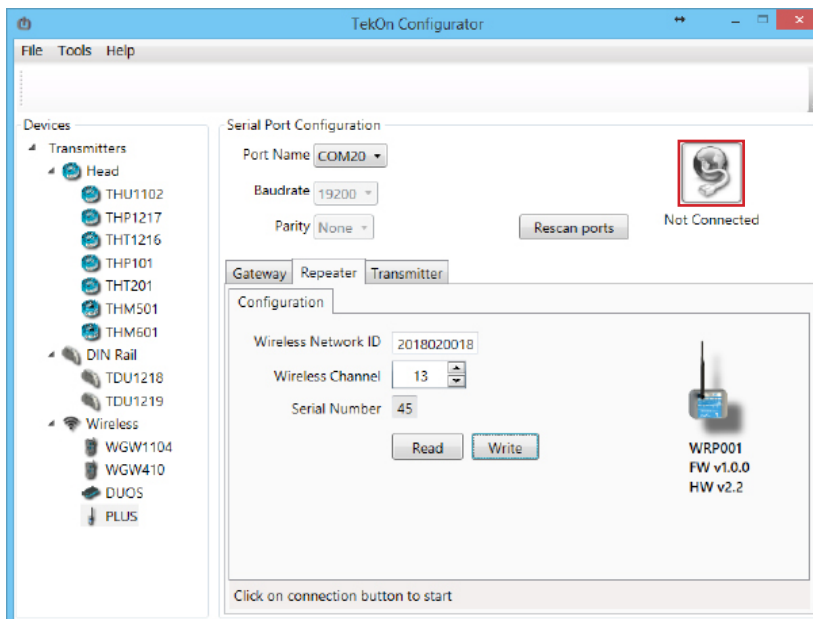 TekOn Configurator
File Tools Help
Devices
Transmitters
Head
THU1102
THP1217
THT1216
THP101
THT201
THM501
THM601
DIN Rail
TDU1218
TDU1219
Wireless
WGW1104
WGW410
DUOS
PLUS
Serial Port Configuration
Port Name COM20
Baudrate 19200
Parity None
Rescan ports
Not Connected
Gateway Repeater Transmitter
Configuration
Wireless Network ID 2018020018
Wireless Channel 13
Serial Number 45
Read Write
WRP001
FW v1.0.0
HW v2.2
Click on connection button to start